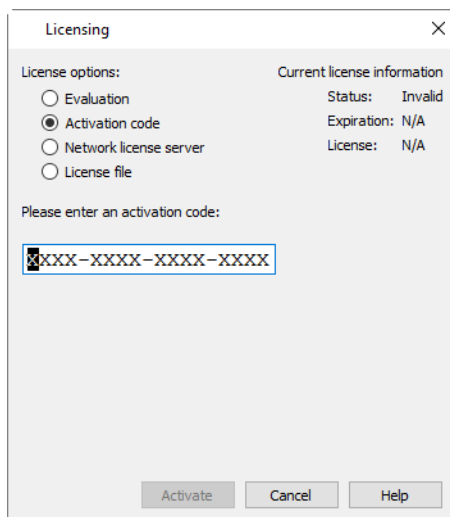 Licensing
License options:
Evaluation
Activation code
Network license server
License file
Current license information
Status: Invalid
Expiration: N/A
License: N/A
Please enter an activation code:
XXXX-XXXX-XXXX-XXXX
Activate
Cancel
Help